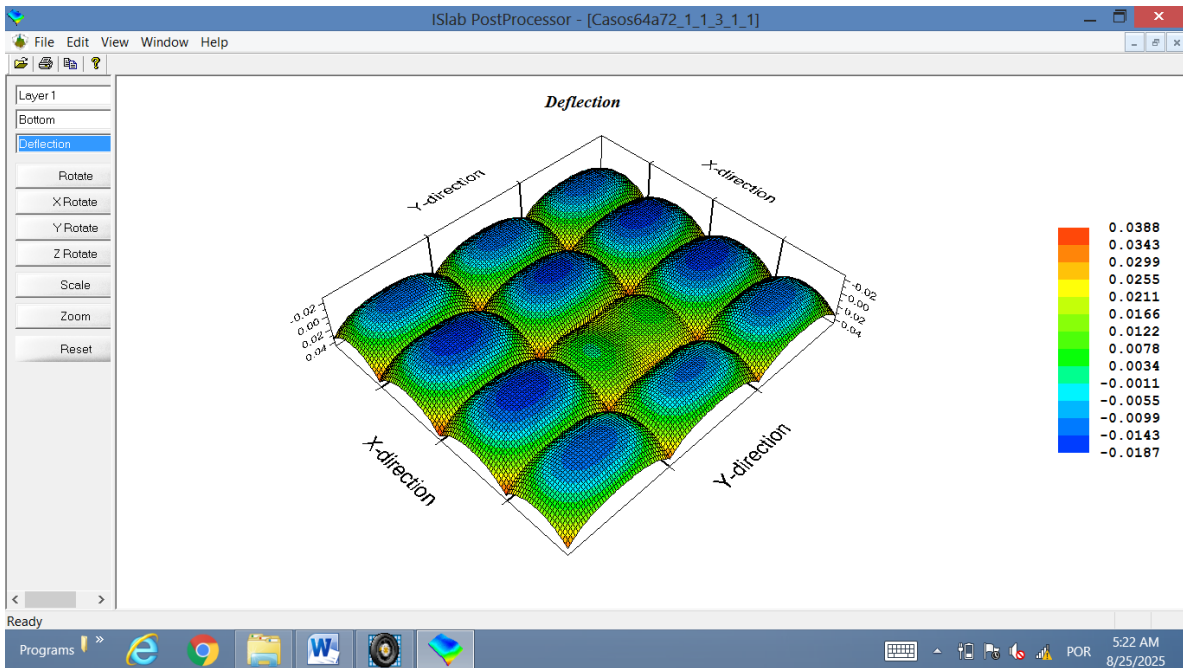 ISlab PostProcessor - [Casos64a72_1_1_3_1_1]
File Edit View Window Help
Layer 1
Bottom
Deflection
Rotate
X Rotate
Y Rotate
Z Rotate
Scale
Zoom
Reset
Deflection
Y-direction
X-direction
-0.02
0.00
0.02
0.04
-0.02
0.00
0.02
0.04
X-direction
Y-direction
0.0388
0.0343
0.0299
0.0255
0.0211
0.0166
0.0122
0.0078
0.0034
-0.0011
-0.0055
-0.0099
-0.0143
-0.0187
Ready
Programs
POR
5:22 AM
8/25/2025